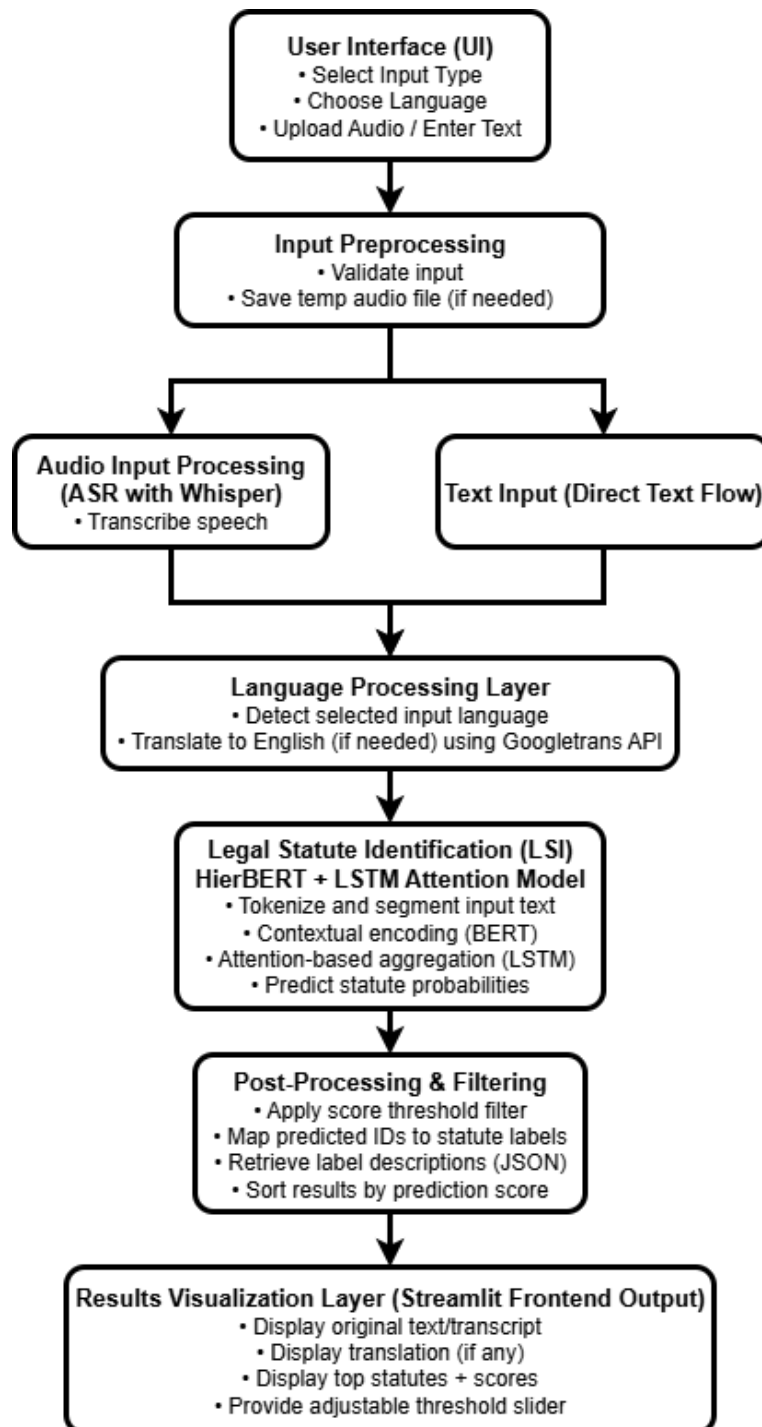 User Interface (UI)
• Select Input Type
• Choose Language
• Upload Audio / Enter Text
Input Preprocessing
• Validate input
• Save temp audio file (if needed)
Audio Input Processing
(ASR with Whisper)
• Transcribe speech
Text Input (Direct Text Flow)
Language Processing Layer
• Detect selected input language
• Translate to English (if needed) using Googletrans API
Legal Statute Identification (LSI)
HierBERT + LSTM Attention Model
• Tokenize and segment input text
• Contextual encoding (BERT)
• Attention-based aggregation (LSTM)
• Predict statute probabilities
Post-Processing & Filtering
• Apply score threshold filter
• Map predicted IDs to statute labels
• Retrieve label descriptions (JSON)
• Sort results by prediction score
Results Visualization Layer (Streamlit Frontend Output)
• Display original text/transcript
• Display translation (if any)
• Display top statutes + scores
• Provide adjustable threshold slider